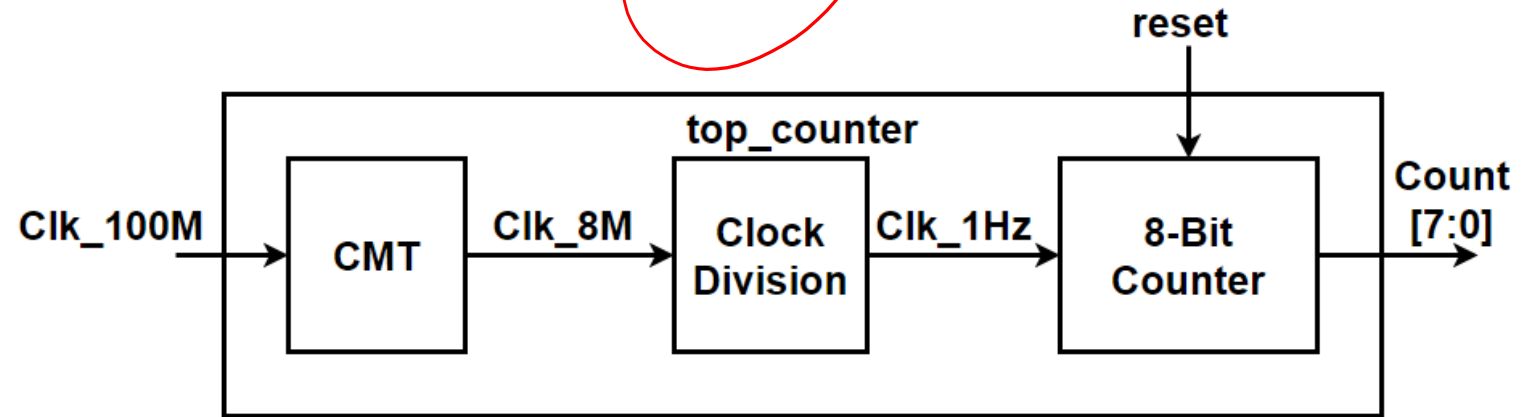 reset
top_counter
Clk_100M
CMT
Clk_8M
Clock
Division
Clk_1Hz
8-Bit
Counter
Count
[7:0]